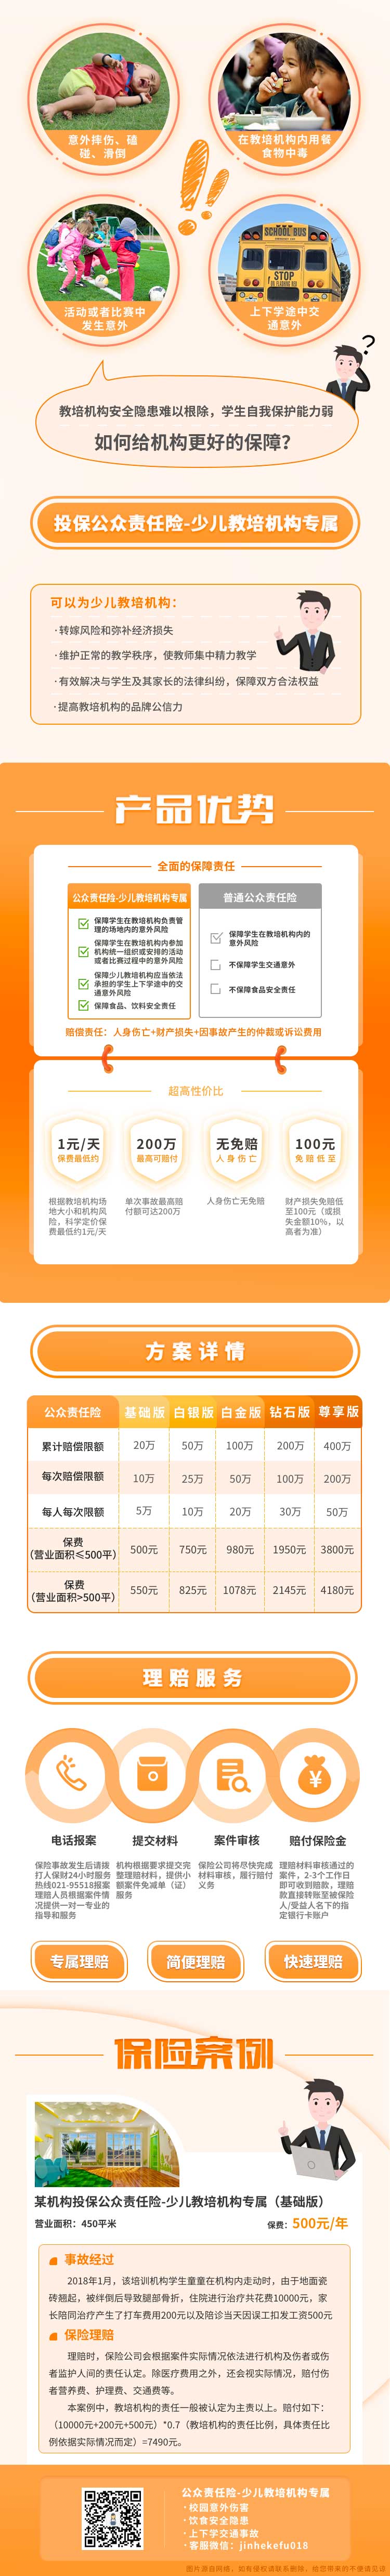 意外摔伤、磕
碰、滑倒
在教培机构内用餐
食物中毒
活动或者比赛中
发生意外
SCHOOL BUS
STOP
上下学途中交
通意外
?
教培机构安全隐患难以根除，学生自我保护能力弱
如何给机构更好的保障?
投保公众责任险-少儿教培机构专属
可以为少儿教培机构：
·转嫁风险和弥补经济损失
·维护正常的教学秩序，使教师集中精力教学
·有效解决与学生及其家长的法律纠纷，保障双方合法权益
·提高教培机构的品牌公信力
产品优势
全面的保障责任
公众责任险-少儿教培机构专属
保障学生在教培机构负责管
理的场地内的意外风险
保障学生在教培机构内参加
机构统一组织或安排的活动
或者比赛过程中的意外风险
保障少儿教培机构应当依法
承担的学生上下学途中的交
通意外风险
保障食品、饮料安全责任
普通公众责任险
保障学生在教培机构内的
意外风险
不保障学生交通意外
不保障食品安全责任
赔偿责任：人身伤亡+财产损失+因事故产生的仲裁或诉讼费用
超高性价比
1元/天
保费最低约
根据教培机构场
地大小和机构风
险，科学定价保
费最低约1元/天
200万
最高可赔付
单次事故最高赔
付额可达200万
无免赔
人身伤亡
人身伤亡无免赔
100元
免赔低至
财产损失免赔低
至100元（或损
失金额10%，以
高者为准）
方案详情
公众责任险 基础版 白银版 白金版 钻石版 尊享版
累计赔偿限额 20万 50万 100万 200万 400万
每次赔偿限额 10万 25万 50万 100万 200万
每人每次限额 5万 10万 20万 30万 50万
保费
（营业面积≤500平） 500元 750元 980元 1950元 3800元
保费
（营业面积>500平） 550元 825元 1078元 2145元 4180元
理赔服务
电话报案
保险事故发生后请拨
打人保财24小时服务
热线021-95518报案
理赔人员根据案件情
况提供一对一专业的
指导和服务
提交材料
机构根据要求提交完
整理赔材料，提供小
额案件免减单（证）
服务
案件审核
保险公司将尽快完成
材料审核，履行赔付
义务
¥
赔付保险金
理赔材料审核通过的
案件，2-3个工作日
即可收到赔款，理赔
款直接转账至被保险
人/受益人名下的指
定银行卡账户
专属理赔
简便理赔
快速理赔
保险案例
某机构投保公众责任险-少儿教培机构专属（基础版）
营业面积：450平米
保费：500元/年
事故经过
2018年1月，该培训机构学生童童在机构内走动时，由于地面瓷
砖翘起，被绊倒后导致腿部骨折，住院进行治疗共花费10000元，家
长陪同治疗产生了打车费用200元以及陪诊当天因误工扣发工资500元
保险理赔
理赔时，保险公司会根据案件实际情况依法进行机构及伤者或伤
者监护人间的责任认定。除医疗费用之外，还会视实际情况，赔付伤
者营养费、护理费、交通费等。
本案例中，教培机构的责任一般被认定为主责以上。赔付如下：
（10000元+200元+500元）*0.7（教培机构的责任比例，具体责任比
例依据实际情况而定）=7490元。
公众责任险-少儿教培机构专属
·校园意外伤害
·饮食安全隐患
·上下学交通事故
·客服微信：jinhekefu018
图片源自网络，如有侵权请联系删除，给您带来的不便请见谅